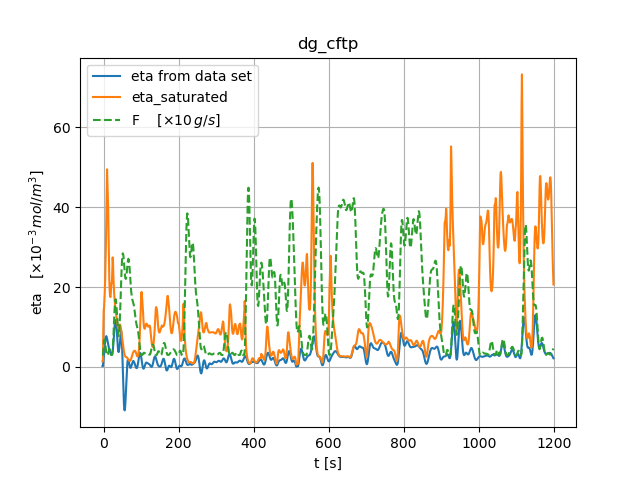 dg_cftp
eta from data set
eta_saturated
F [×10 g/s]
eta [×10⁻³ mol/m³]
60
40
20
0
0 200 400 600 800 1000 1200
t [s]